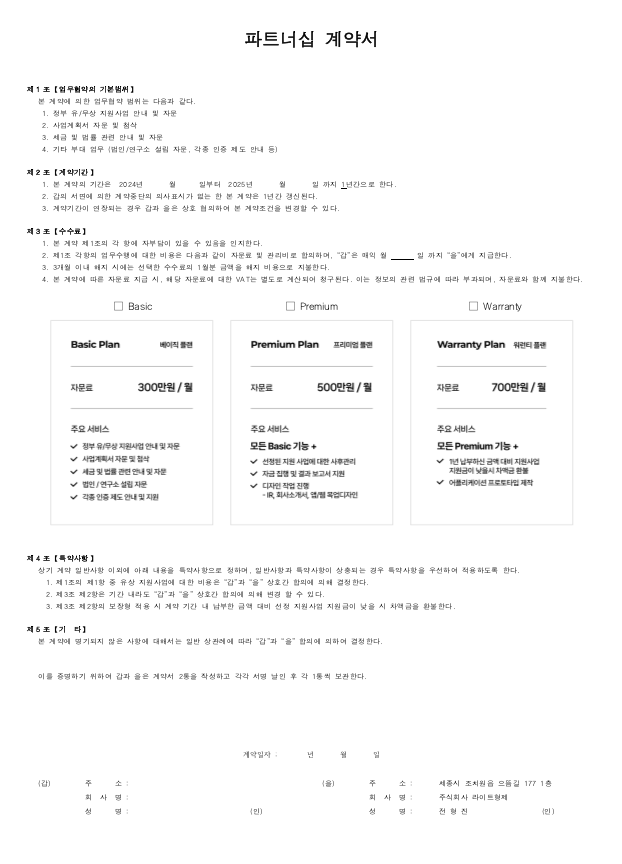 파트너십 계약서
제 1 조 【업무협약의 기본범위】
본 계약에 의한 업무협약 범위는 다음과 같다.
1. 정부 유/무상 지원사업 안내 및 자문
2. 사업계획서 자문 및 첨삭
3. 세금 및 법률 관련 안내 및 자문
4. 기타 부대 업무 (법인/연구소 설립 자문, 각종 인증 제도 안내 등)
제 2 조 【계약기간】
1. 본 계약의 기간은 2024년 월 일부터 2025년 월 일 까지 1년간으로 한다.
2. 갑의 서면에 의한 계약중단의 의사표시가 없는 한 본 계약은 1년간 갱신된다.
3. 계약기간이 연장되는 경우 갑과 을은 상호 협의하여 본 계약조건을 변경할 수 있다.
제 3 조 【수수료】
1. 본 계약 제1조의 각 항에 자부담이 있을 수 있음을 인지한다.
2. 제1조 각항의 업무수행에 대한 비용은 다음과 같이 자문료 및 관리비로 합의하며, “갑”은 매익 월 일 까지 “을”에게 지급한다.
3. 3개월 이내 해지 시에는 선택한 수수료의 1월분 금액을 해지 비용으로 지불한다.
4. 본 계약에 따른 자문료 지급 시, 해당 자문료에 대한 VAT는 별도로 계산되어 청구된다. 이는 정보의 관련 법규에 따라 부과되며, 자문료와 함께 지불한다.
☐ Basic ☐ Premium ☐ Warranty
Basic Plan 베이직 플랜
자문료 300만원 / 월
주요 서비스
✓ 정부 유/무상 지원사업 안내 및 자문
✓ 사업계획서 자문 및 첨삭
✓ 세금 및 법률 관련 안내 및 자문
✓ 법인 / 연구소 설립 자문
✓ 각종 인증 제도 안내 및 지원
Premium Plan 프리미엄 플랜
자문료 500만원 / 월
주요 서비스
모든 Basic 기능 +
✓ 선정된 지원 사업에 대한 사후관리
✓ 자금 집행 및 결과 보고서 지원
✓ 디자인 작업 진행
- IR, 회사소개서, 앱/웹 목업디자인
Warranty Plan 워런티 플랜
자문료 700만원 / 월
주요 서비스
모든 Premium 기능 +
✓ 1년 납부하신 금액 대비 지원사업
지원금이 낮을시 차액금 환불
✓ 어플리케이션 프로토타입 제작
제 4 조 【특약사항】
상기 계약 일반사항 이외에 아래 내용을 특약사항으로 정하며, 일반사항과 특약사항이 상충되는 경우 특약사항을 우선하여 적용하도록 한다.
1. 제1조의 제1항 중 유상 지원사업에 대한 비용은 “갑”과 “을” 상호간 합의에 의해 결정한다.
2. 제3조 제2항은 기간 내라도 “갑”과 “을” 상호간 합의에 의해 변경 할 수 있다.
3. 제3조 제2항의 보장형 적용 시 계약 기간 내 납부한 금액 대비 선정 지원사업 지원금이 낮을 시 차액금을 환불한다.
제 5 조 【기 타】
본 계약에 명기되지 않은 사항에 대해서는 일반 상관례에 따라 “갑”과 “을” 합의에 의하여 결정한다.
이를 증명하기 위하여 갑과 을은 계약서 2통을 작성하고 각각 서명 날인 후 각 1통씩 보관한다.
계약일자 : 년 월 일
(갑) 주 소 : (을) 주 소 : 세종시 조치원읍 으뜸길 177 1층
회 사 명 : 회 사 명 : 주식회사 라이트형제
성 명 : (인) 성 명 : 전 형 진 (인)